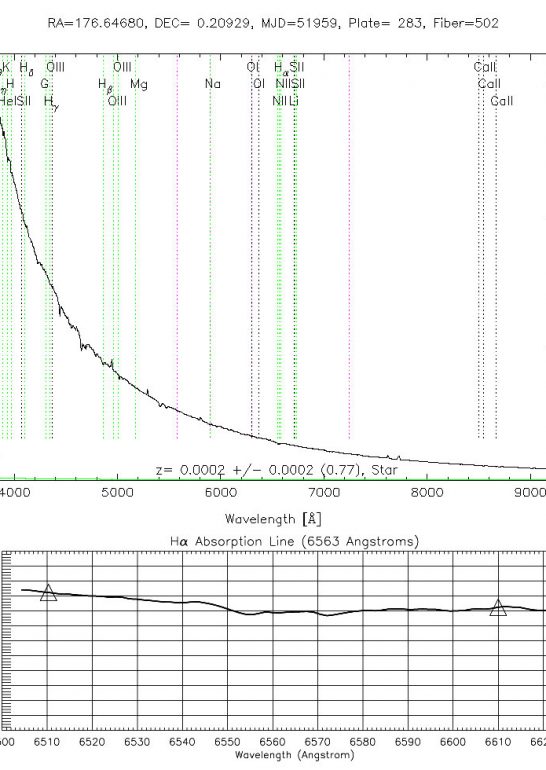 RA=176.64680, DEC= 0.20929, MJD=51959, Plate= 283, Fiber=502
K Hδ OIII OIII OI Hα SII CaII
H G Hβ Mg Na OI NII SII CaII
HeI SII Hγ OIII NII Li CaII
z= 0.0002 +/- 0.0002 (0.77), Star
4000 5000 6000 7000 8000 9000
Wavelength [Å]
Hα Absorption Line (6563 Angstroms)
6510 6520 6530 6540 6550 6560 6570 6580 6590 6600 6610
Wavelength (Angstrom)